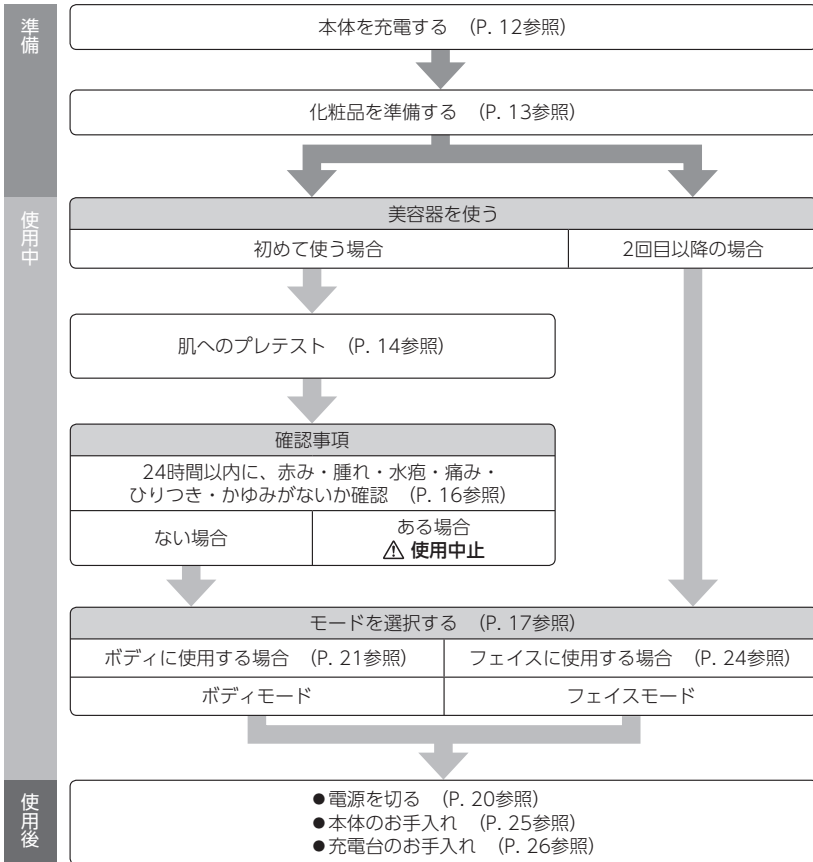 準備
本体を充電する　(P. 12参照)
化粧品を準備する　(P. 13参照)
使用中
美容器を使う
初めて使う場合
2回目以降の場合
肌へのプレテスト　(P. 14参照)
確認事項
24時間以内に、赤み・腫れ・水疱・痛み・
ひりつき・かゆみがないか確認　(P. 16参照)
ない場合
ある場合
⚠ 使用中止
モードを選択する　(P. 17参照)
ボディに使用する場合　(P. 21参照)
フェイスに使用する場合　(P. 24参照)
ボディモード
フェイスモード
使用後
●電源を切る　(P. 20参照)
●本体のお手入れ　(P. 25参照)
●充電台のお手入れ　(P. 26参照)